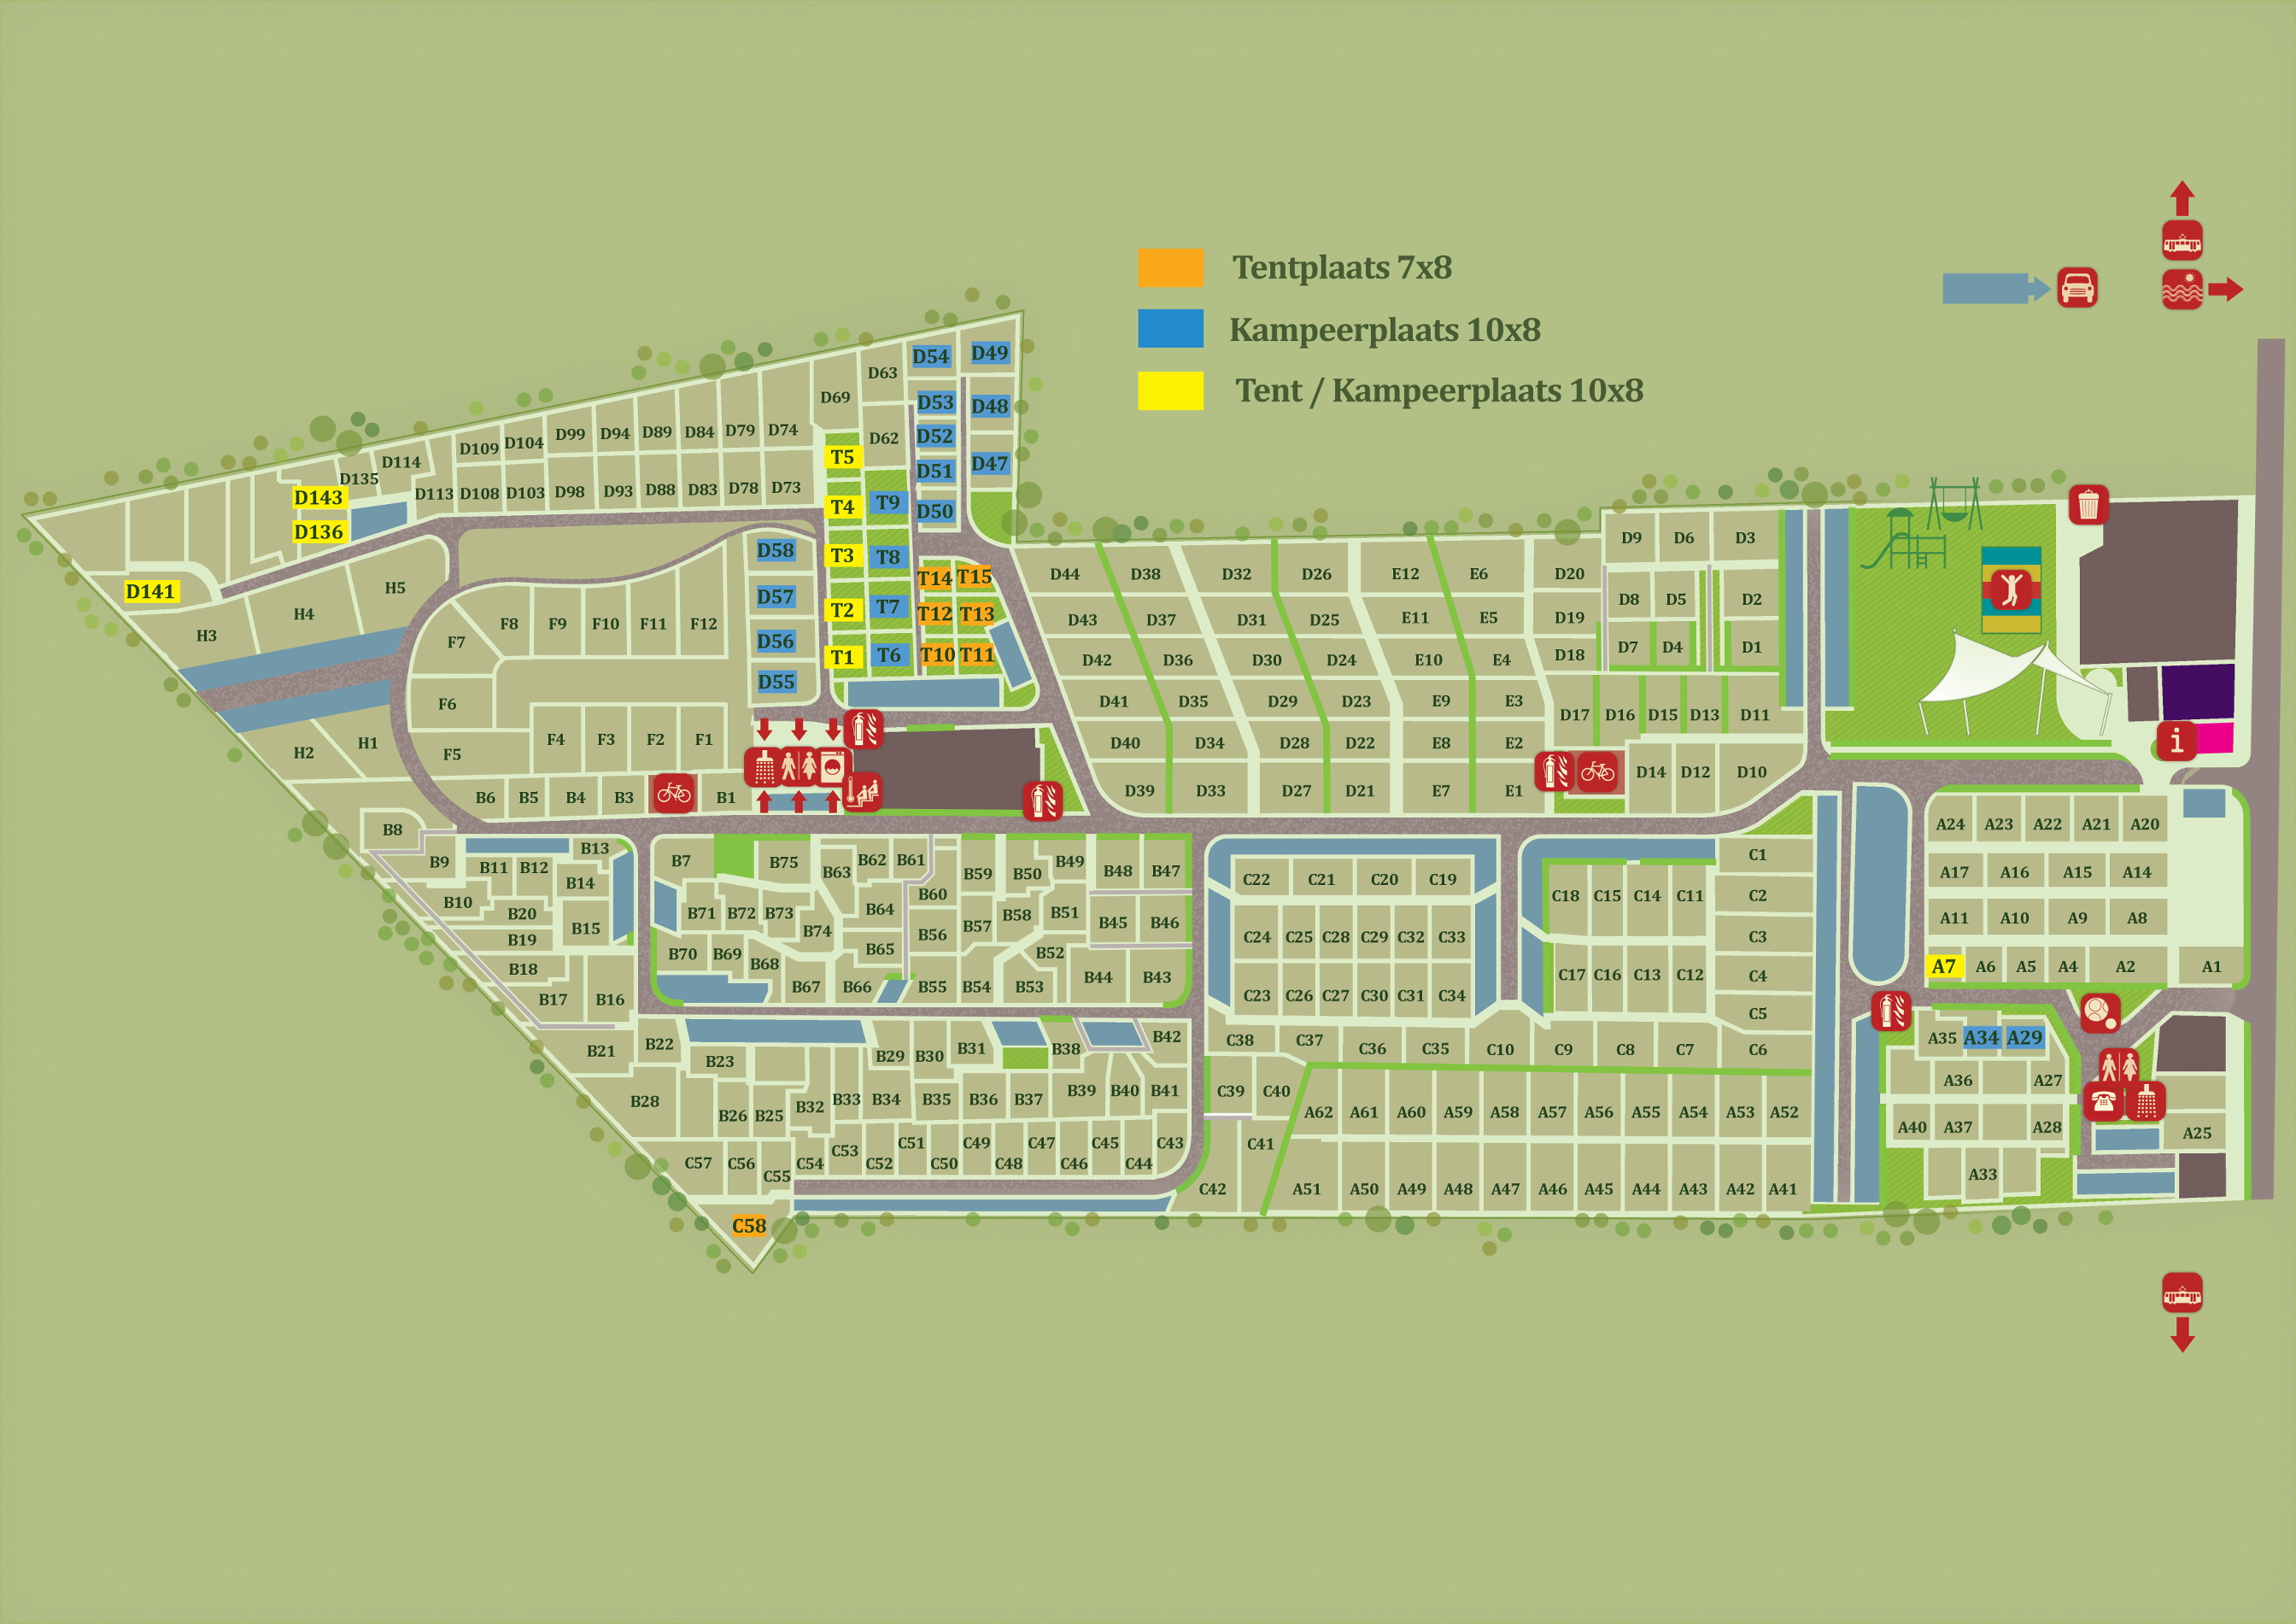 Tentplaats 7x8
Kampeerplaats 10x8
Tent / Kampeerplaats 10x8
D54 D49
D63
D69 D53 D48
D109 D104 D99 D94 D89 D84 D79 D74 D62 D52
D135 D114 T5 D51 D47
D143 D113 D108 D103 D98 D93 D88 D83 D78 D73 T4 T9 D50
D136
D58 T3 T8
D141 H5 D57 T14 T15
H4 T2 T7 T12 T13
H3 F7 F8 F9 F10 F11 F12 D56 T1 T6 T10 T11
F6 D55
H2 H1 F5 F4 F3 F2 F1
B6 B5 B4 B3 B1
D44 D38 D32 D26 E12 E6 D20
D43 D37 D31 D25 E11 E5 D19
D42 D36 D30 D24 E10 E4 D18
D41 D35 D29 D23 E9 E3
D40 D34 D28 D22 E8 E2
D39 D33 D27 D21 E7 E1
D9 D6 D3
D8 D5 D2
D7 D4 D1
D17 D16 D15 D13 D11
D14 D12 D10
i
B8
B9 B11 B12 B13
B14
B10 B20 B15
B19
B18
B17 B16
B21 B22
B7 B75 B63 B62 B61 B59 B50 B49 B48 B47
B60
B71 B72 B73 B74 B64 B57 B58 B51 B45 B46
B56
B70 B69 B68 B65 B52
B67 B66 B55 B54 B53 B44 B43
B23 B29 B30 B31 B38 B42
B28 B26 B25 B32 B33 B34 B35 B36 B37 B39 B40 B41
C57 C56 C55 C54 C53 C52 C51 C50 C49 C48 C47 C46 C45 C44 C43
C58
C22 C21 C20 C19
C24 C25 C28 C29 C32 C33
C23 C26 C27 C30 C31 C34
C18 C15 C14 C11
C17 C16 C13 C12
C1
C2
C3
C4
C5
C6
C38 C37 C36 C35 C10 C9 C8 C7
C39 C40
C41
C42
A62 A61 A60 A59 A58 A57 A56 A55 A54 A53 A52
A51 A50 A49 A48 A47 A46 A45 A44 A43 A42 A41
A24 A23 A22 A21 A20
A17 A16 A15 A14
A11 A10 A9 A8
A7 A6 A5 A4 A2 A1
A35 A34 A29
A36 A27
A40 A37 A28
A33
A25